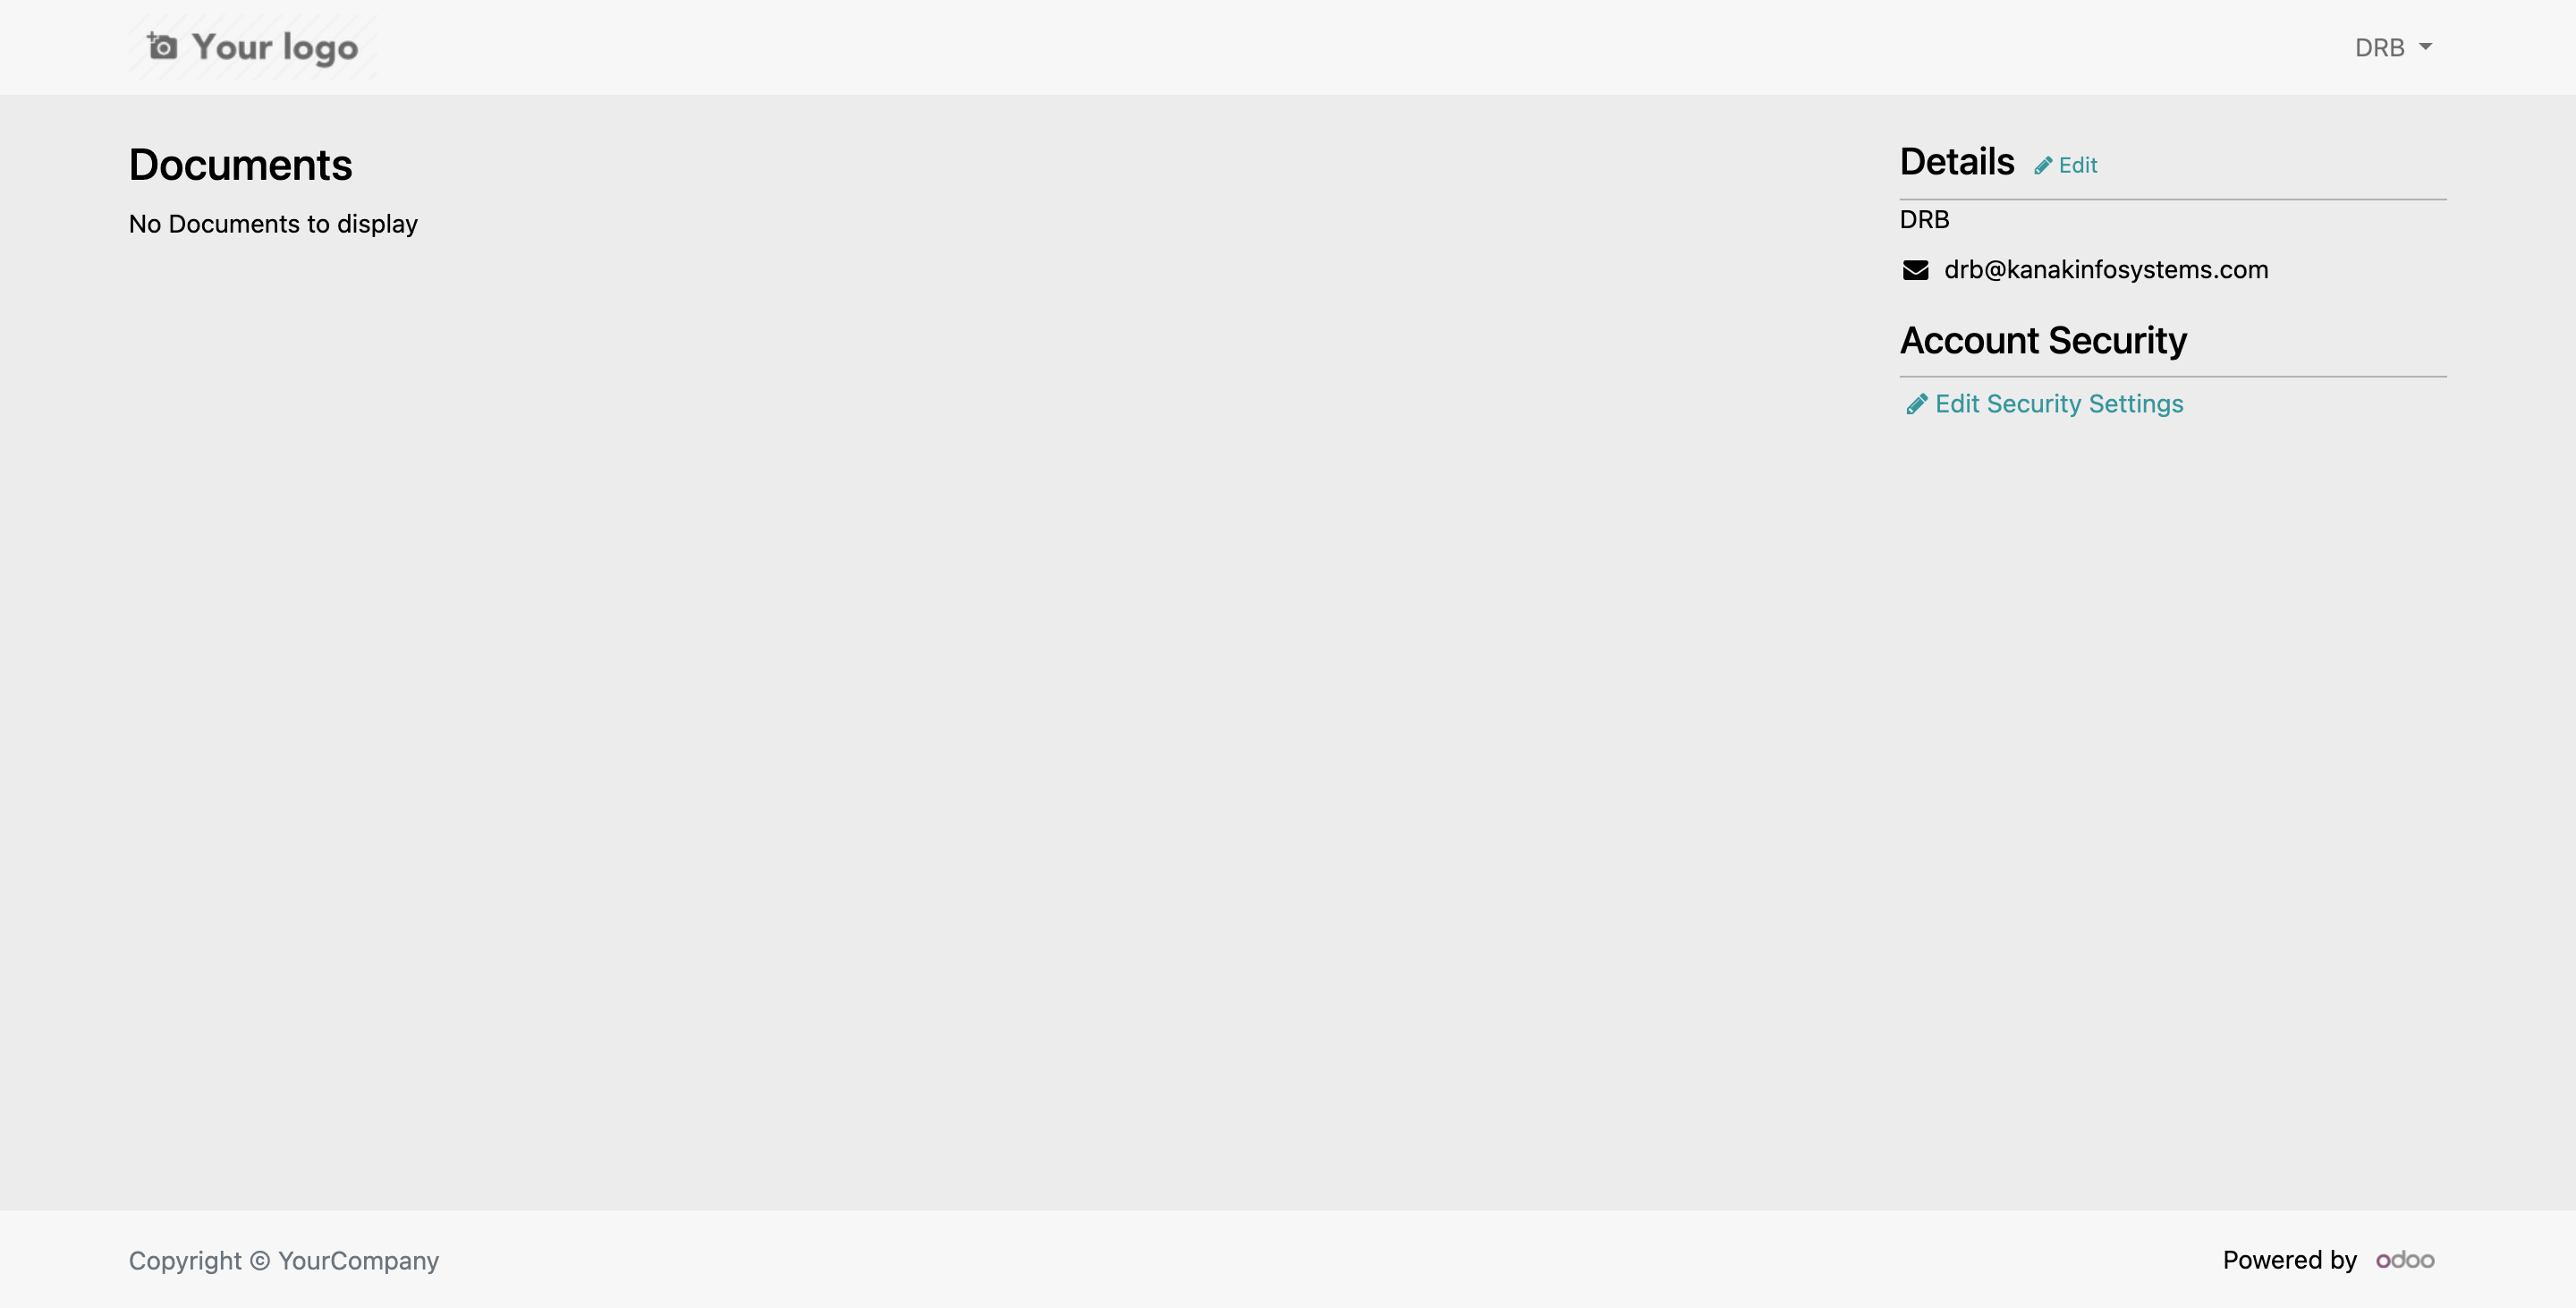 Your logo
DRB
Documents
No Documents to display
Details Edit
DRB
drb@kanakinfosystems.com
Account Security
Edit Security Settings
Copyright © YourCompany
Powered by odoo